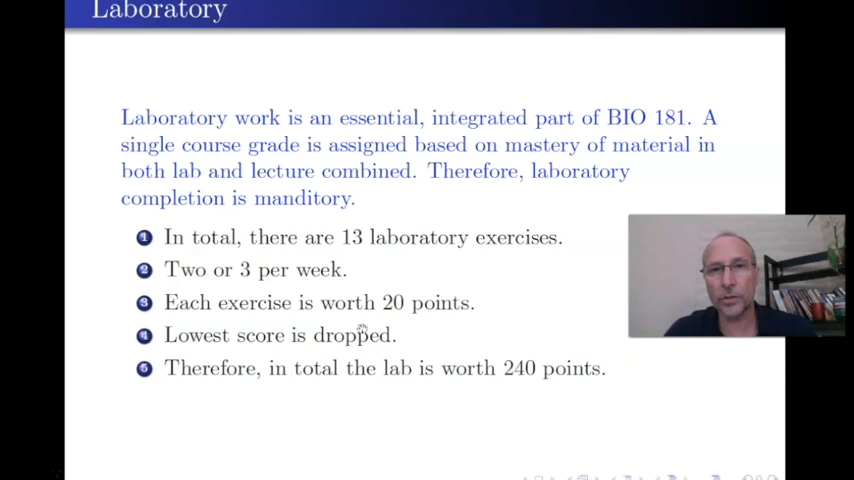 Laboratory
Laboratory work is an essential, integrated part of BIO 181. A
single course grade is assigned based on mastery of material in
both lab and lecture combined. Therefore, laboratory
completion is manditory.
1 In total, there are 13 laboratory exercises.
2 Two or 3 per week.
3 Each exercise is worth 20 points.
4 Lowest score is dropped.
5 Therefore, in total the lab is worth 240 points.